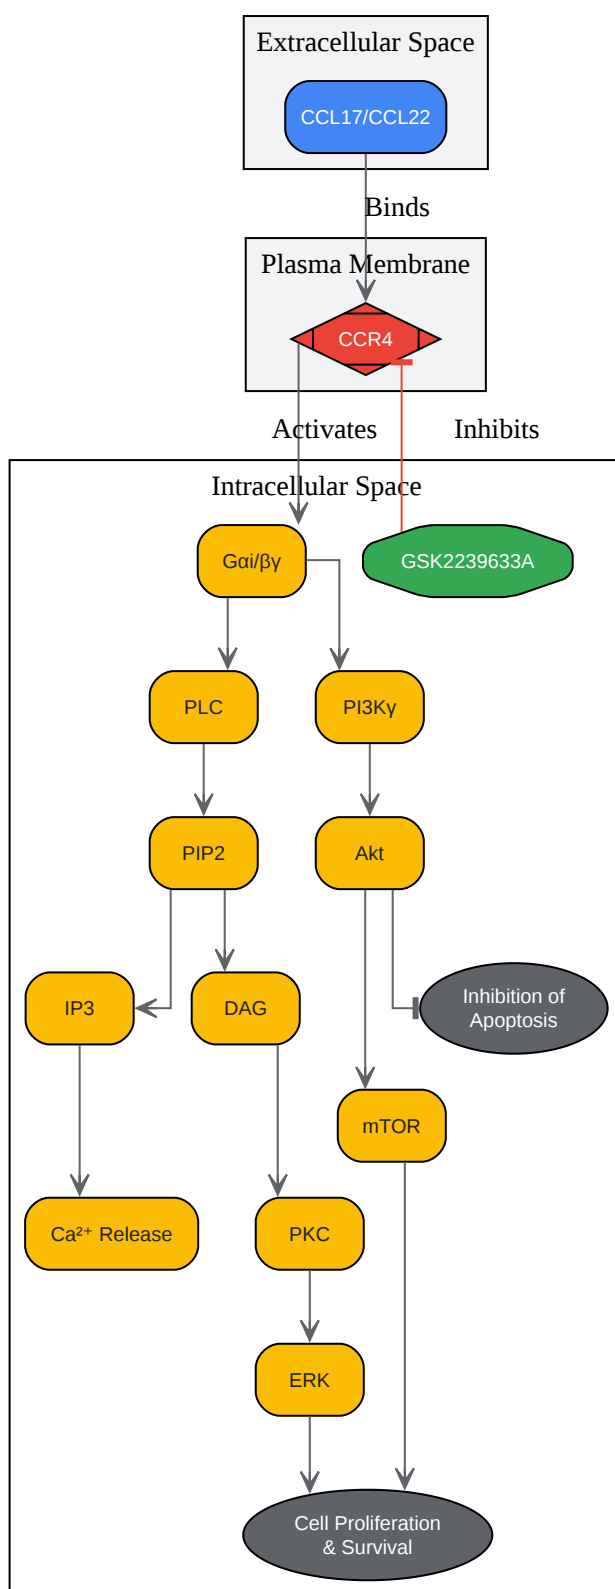 Extracellular Space
CCL17/CCL22
Binds
Plasma Membrane
CCR4
Activates
Inhibits
Intracellular Space
Gαi/βγ
GSK2239633A
PLC
PI3Kγ
PIP2
Akt
IP3
DAG
Inhibition of
Apoptosis
mTOR
Ca²⁺ Release
PKC
ERK
Cell Proliferation
& Survival